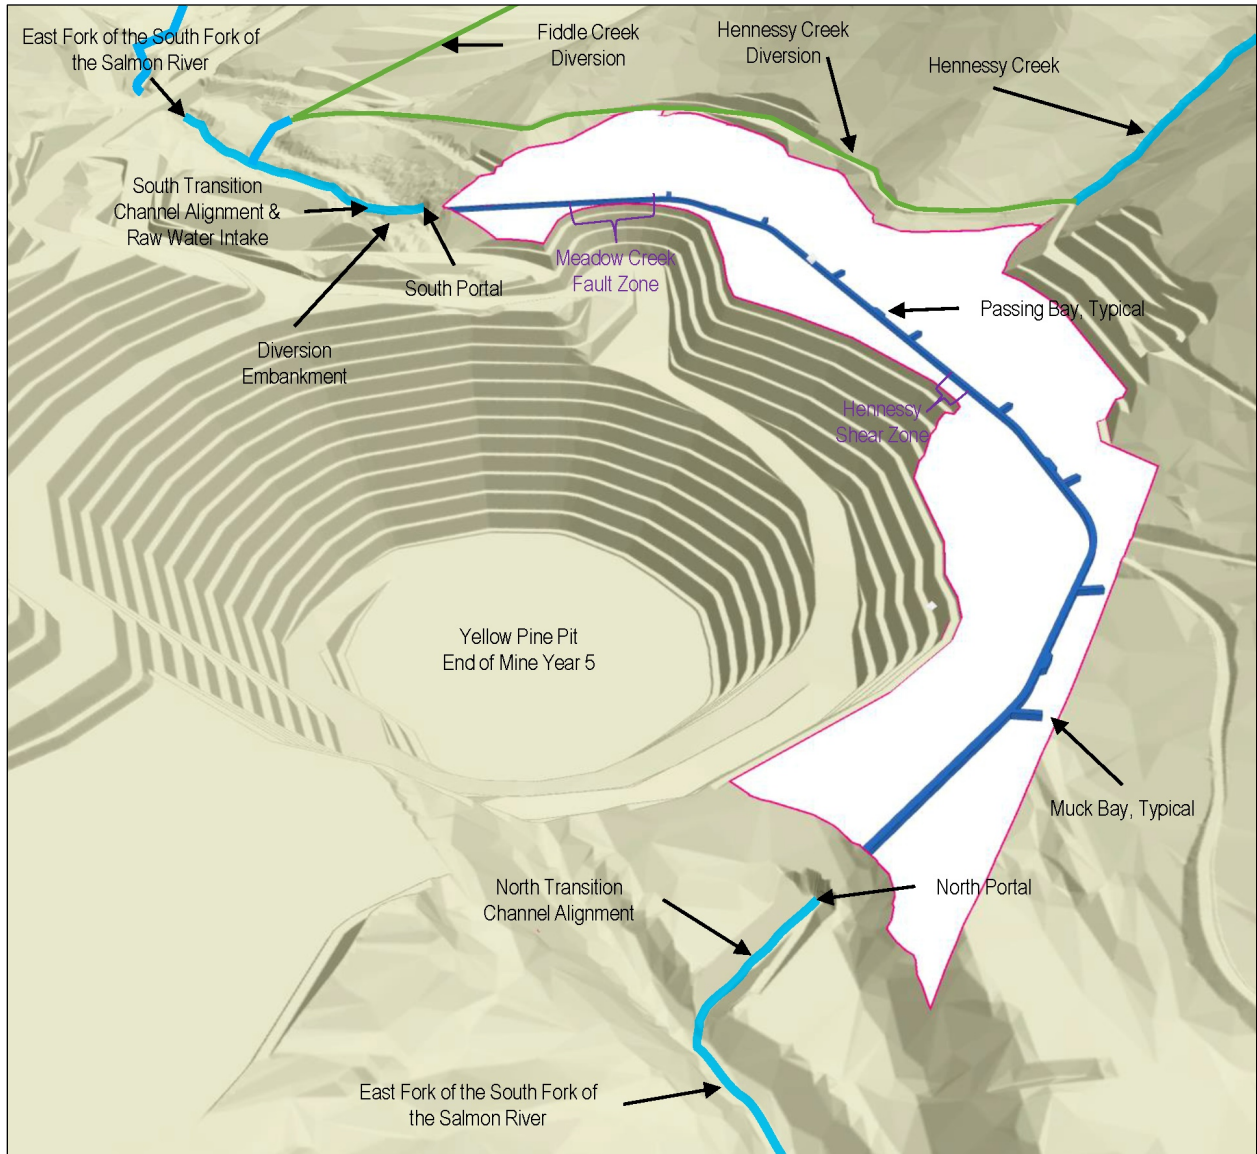 East Fork of the South Fork of
the Salmon River
Fiddle Creek
Diversion
Hennessy Creek
Diversion
Hennessy Creek
South Transition
Channel Alignment &
Raw Water Intake
South Portal
Meadow Creek
Fault Zone
Passing Bay, Typical
Diversion
Embankment
Hennessy
Shear Zone
Yellow Pine Pit
End of Mine Year 5
Muck Bay, Typical
North Transition
Channel Alignment
North Portal
East Fork of the South Fork of
the Salmon River